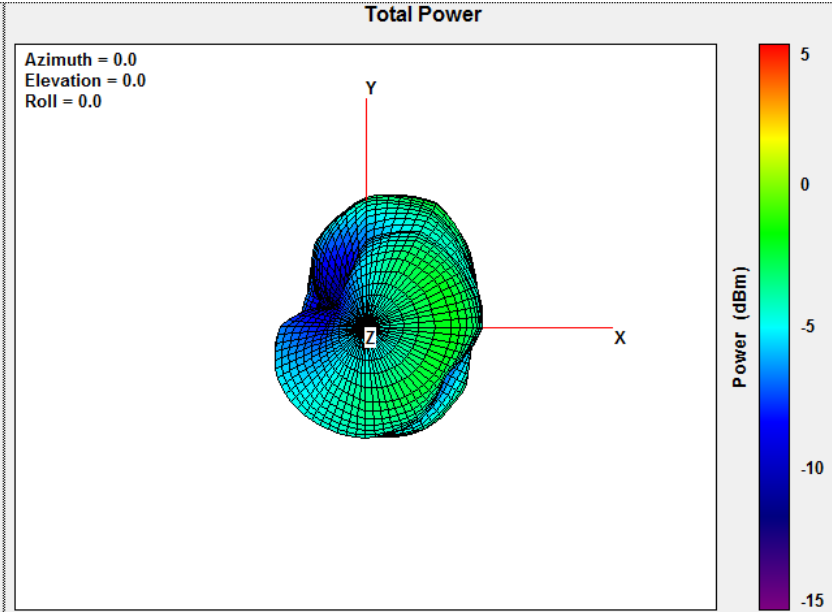 Total Power
Azimuth = 0.0
Elevation = 0.0
Roll = 0.0
Y
X
Z
5
0
-5
-10
-15
Power (dBm)